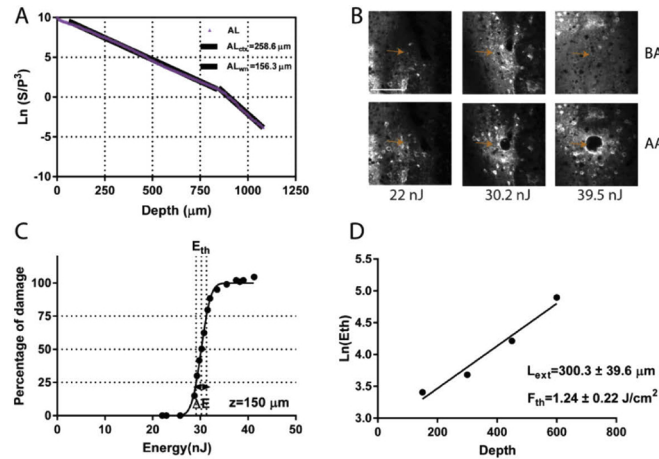 A
10
5
0
-5
-10
0
250
500
750
1000
1250
Ln (S/P³)
Depth (μm)
AL
ALctx=258.6 μm
ALwm=156.3 μm
B
BA
AA
22 nJ
30.2 nJ
39.5 nJ
C
Eth
100
75
50
25
0
0
10
20
30
40
50
Percentage of damage
Energy(nJ)
ΔE
z=150 μm
D
5.5
5.0
4.5
4.0
3.5
3.0
0
200
400
600
800
Ln(Eth)
Depth
Lext=300.3 ± 39.6 μm
Fth=1.24 ± 0.22 J/cm²